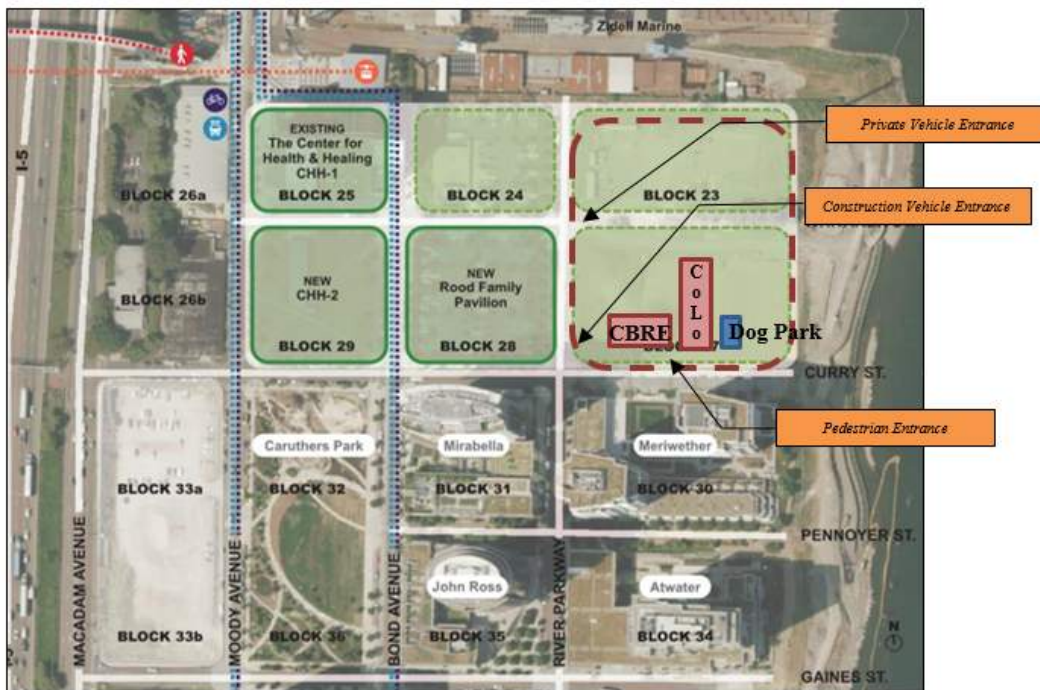 Zidell Marine
Private Vehicle Entrance
I-5
BLOCK 26a
EXISTING
The Center for
Health & Healing
CHH-1
BLOCK 25
BLOCK 24
BLOCK 23
Construction Vehicle Entrance
BLOCK 26b
NEW
CHH-2
BLOCK 29
NEW
Rood Family
Pavilion
BLOCK 28
C
o
L
o
CBRE
Dog Park
CURRY ST.
Pedestrian Entrance
Caruthers Park
Mirabella
Meriwether
BLOCK 33a
BLOCK 32
BLOCK 31
BLOCK 30
PENNOYER ST.
MACADAM AVENUE
MOODY AVENUE
BOND AVENUE
RIVER PARKWAY
John Ross
Atwater
BLOCK 33b
BLOCK 36
BLOCK 35
BLOCK 34
N
GAINES ST.